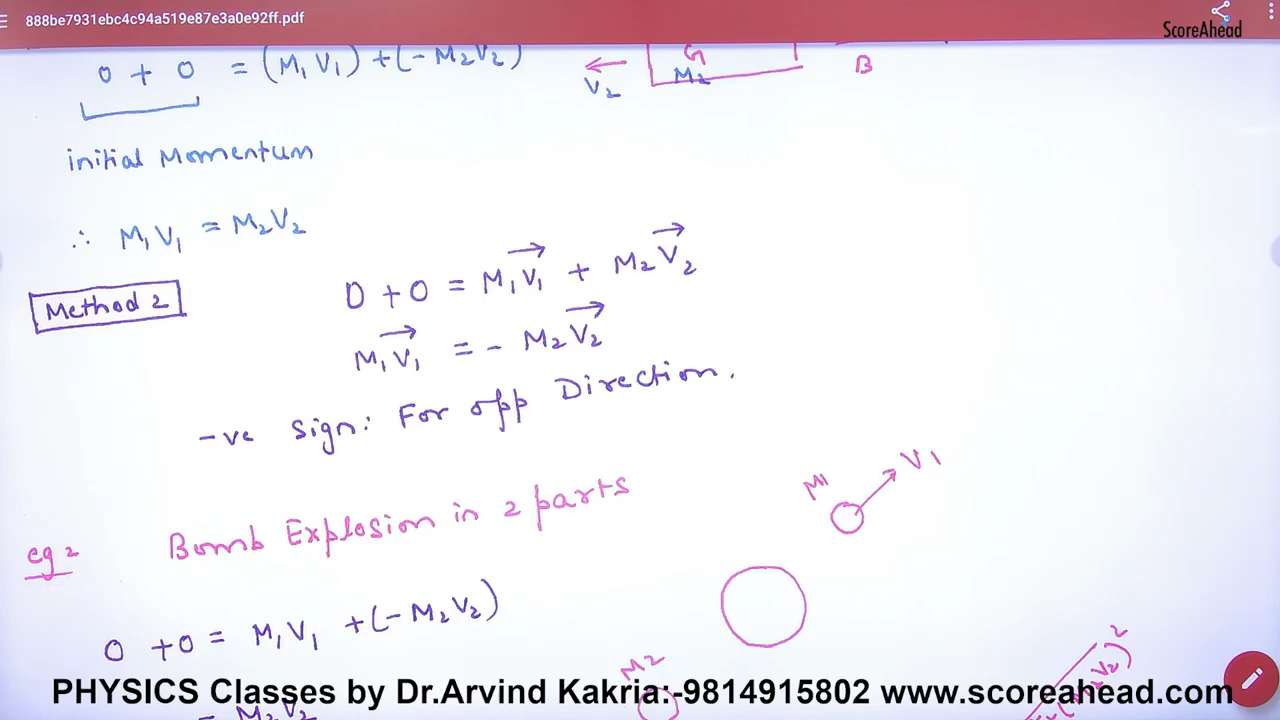 888be7931ebc4c94a519e87e3a0e92ff.pdf
ScoreAhead
0 + 0 = (M₁V₁) + (- M₂V₂)
V₂
G
M₂
B
initial Momentum
∴ M₁V₁ = M₂V₂
Method 2
0 + 0 = M₁V₁ + M₂V₂
M₁V₁ = - M₂V₂
-ve sign: For opp Direction.
eg 2 Bomb Explosion in 2 parts
M1
V1
0 + 0 = M₁V₁ + (- M₂V₂)
M2
= M₂V₂
PHYSICS Classes by Dr.Arvind Kakria:-9814915802 www.scoreahead.com